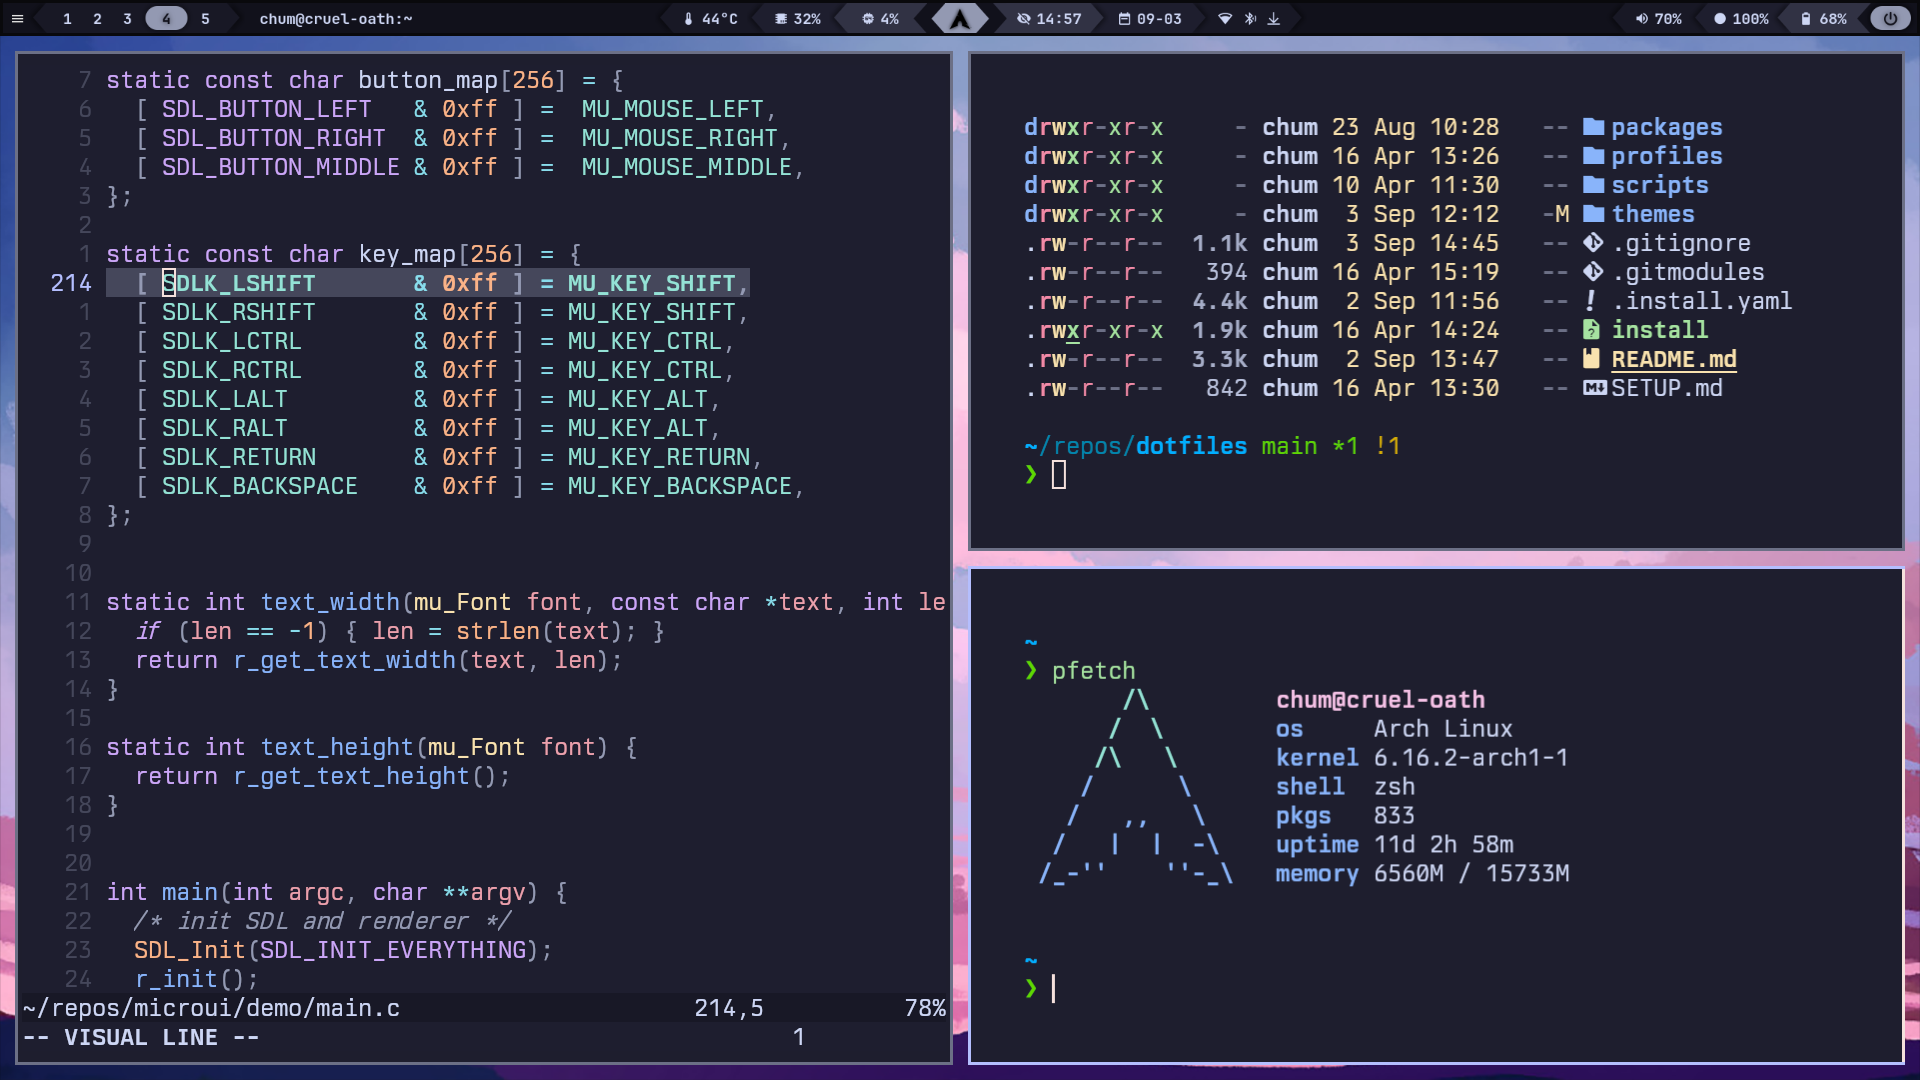 1 2 3 4 5 chum@cruel-oath:~ 44°C 32% 4% 14:57 09-03 70% 100% 68%
7 static const char button_map[256] = {
6   [ SDL_BUTTON_LEFT   & 0xff ] =  MU_MOUSE_LEFT,
5   [ SDL_BUTTON_RIGHT  & 0xff ] =  MU_MOUSE_RIGHT,
4   [ SDL_BUTTON_MIDDLE & 0xff ] =  MU_MOUSE_MIDDLE,
3 };
2
1 static const char key_map[256] = {
214   [ SDLK_LSHIFT       & 0xff ] = MU_KEY_SHIFT,
1   [ SDLK_RSHIFT       & 0xff ] = MU_KEY_SHIFT,
2   [ SDLK_LCTRL        & 0xff ] = MU_KEY_CTRL,
3   [ SDLK_RCTRL        & 0xff ] = MU_KEY_CTRL,
4   [ SDLK_LALT         & 0xff ] = MU_KEY_ALT,
5   [ SDLK_RALT         & 0xff ] = MU_KEY_ALT,
6   [ SDLK_RETURN       & 0xff ] = MU_KEY_RETURN,
7   [ SDLK_BACKSPACE    & 0xff ] = MU_KEY_BACKSPACE,
8 };
9
10
11 static int text_width(mu_Font font, const char *text, int le
12   if (len == -1) { len = strlen(text); }
13   return r_get_text_width(text, len);
14 }
15
16 static int text_height(mu_Font font) {
17   return r_get_text_height();
18 }
19
20
21 int main(int argc, char **argv) {
22   /* init SDL and renderer */
23   SDL_Init(SDL_INIT_EVERYTHING);
24   r_init();
~/repos/microui/demo/main.c 214,5 78%
-- VISUAL LINE -- 1
drwxr-xr-x     - chum 23 Aug 10:28 -- packages
drwxr-xr-x     - chum 16 Apr 13:26 -- profiles
drwxr-xr-x     - chum 10 Apr 11:30 -- scripts
drwxr-xr-x     - chum  3 Sep 12:12 -M themes
.rw-r--r--  1.1k chum  3 Sep 14:45 -- .gitignore
.rw-r--r--   394 chum 16 Apr 15:19 -- .gitmodules
.rw-r--r--  4.4k chum  2 Sep 11:56 -- .install.yaml
.rwxr-xr-x  1.9k chum 16 Apr 14:24 -- install
.rw-r--r--  3.3k chum  2 Sep 13:47 -- README.md
.rw-r--r--   842 chum 16 Apr 13:30 -- SETUP.md
~/repos/dotfiles main *1 !1
❯
~
❯ pfetch
/\ chum@cruel-oath
/  \ os Arch Linux
/\   \ kernel 6.16.2-arch1-1
/      \ shell zsh
/   ,,   \ pkgs 833
/   |  |  -\ uptime 11d 2h 58m
/_-''    ''-_\ memory 6560M / 15733M
~
❯